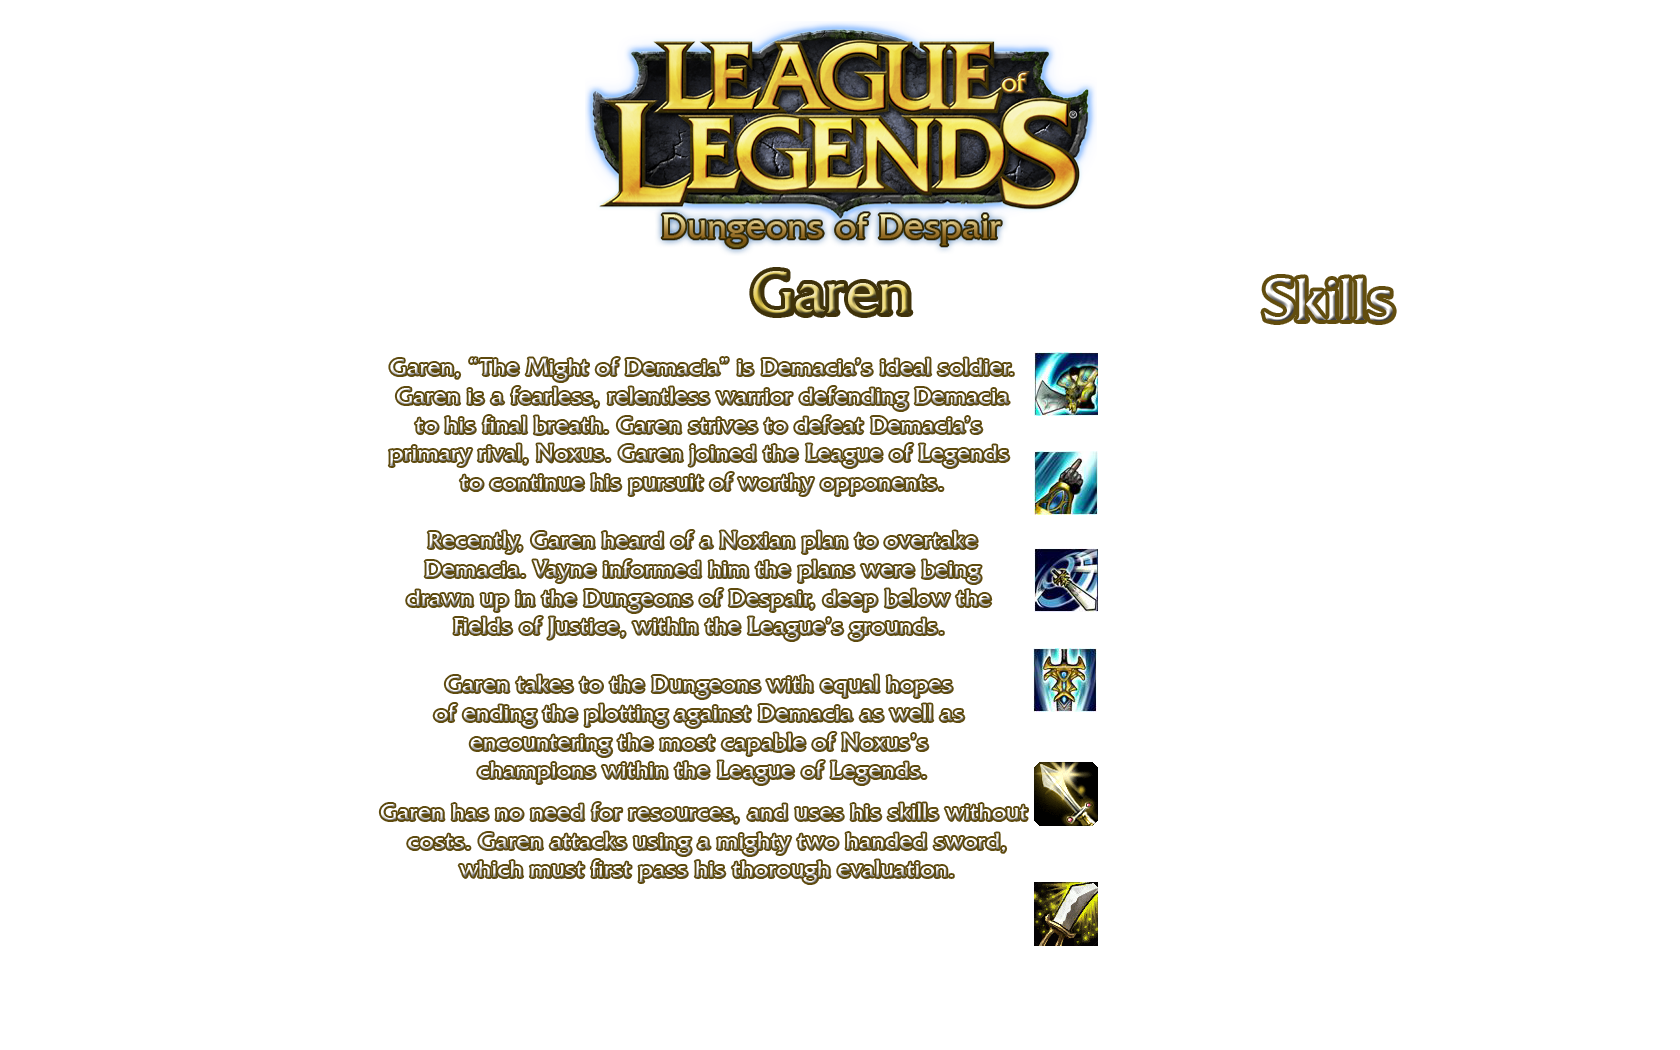 LEAGUE of
LEGENDS®
Dungeons of Despair
Garen
Skills
Garen, “The Might of Demacia” is Demacia’s ideal soldier.
Garen is a fearless, relentless warrior defending Demacia
to his final breath. Garen strives to defeat Demacia’s
primary rival, Noxus. Garen joined the League of Legends
to continue his pursuit of worthy opponents.
Recently, Garen heard of a Noxian plan to overtake
Demacia. Vayne informed him the plans were being
drawn up in the Dungeons of Despair, deep below the
Fields of Justice, within the League’s grounds.
Garen takes to the Dungeons with equal hopes
of ending the plotting against Demacia as well as
encountering the most capable of Noxus’s
champions within the League of Legends.
Garen has no need for resources, and uses his skills without
costs. Garen attacks using a mighty two handed sword,
which must first pass his thorough evaluation.